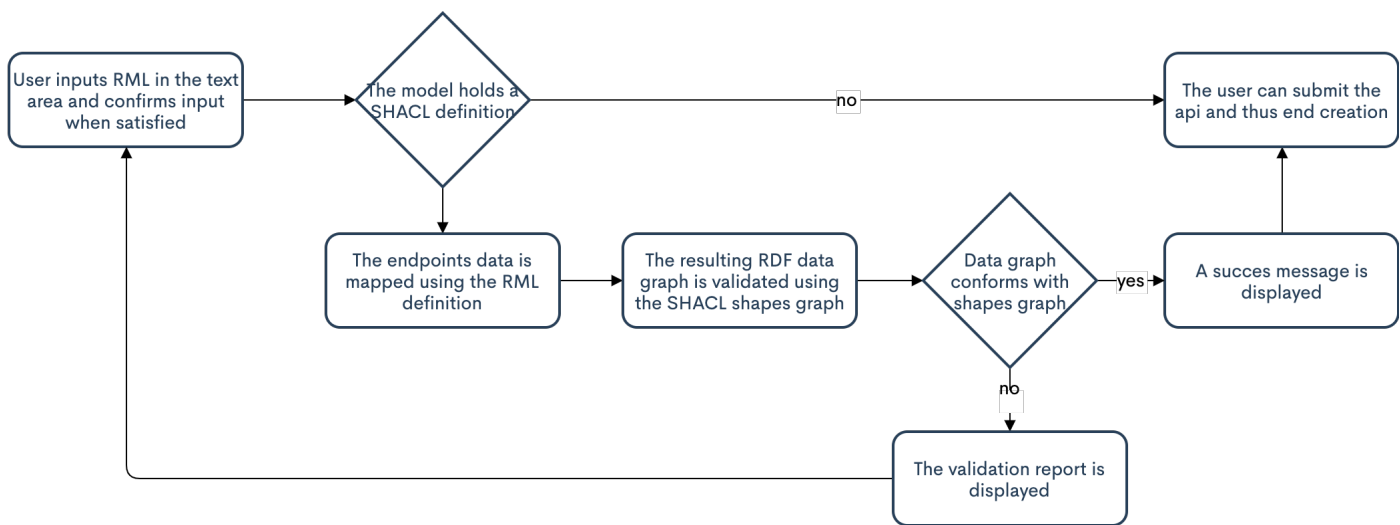 User inputs RML in the text
area and confirms input
when satisfied
The model holds a
SHACL definition
no
The user can submit the
api and thus end creation
The endpoints data is
mapped using the RML
definition
The resulting RDF data
graph is validated using
the SHACL shapes graph
Data graph
conforms with
shapes graph
yes
A succes message is
displayed
no
The validation report is
displayed